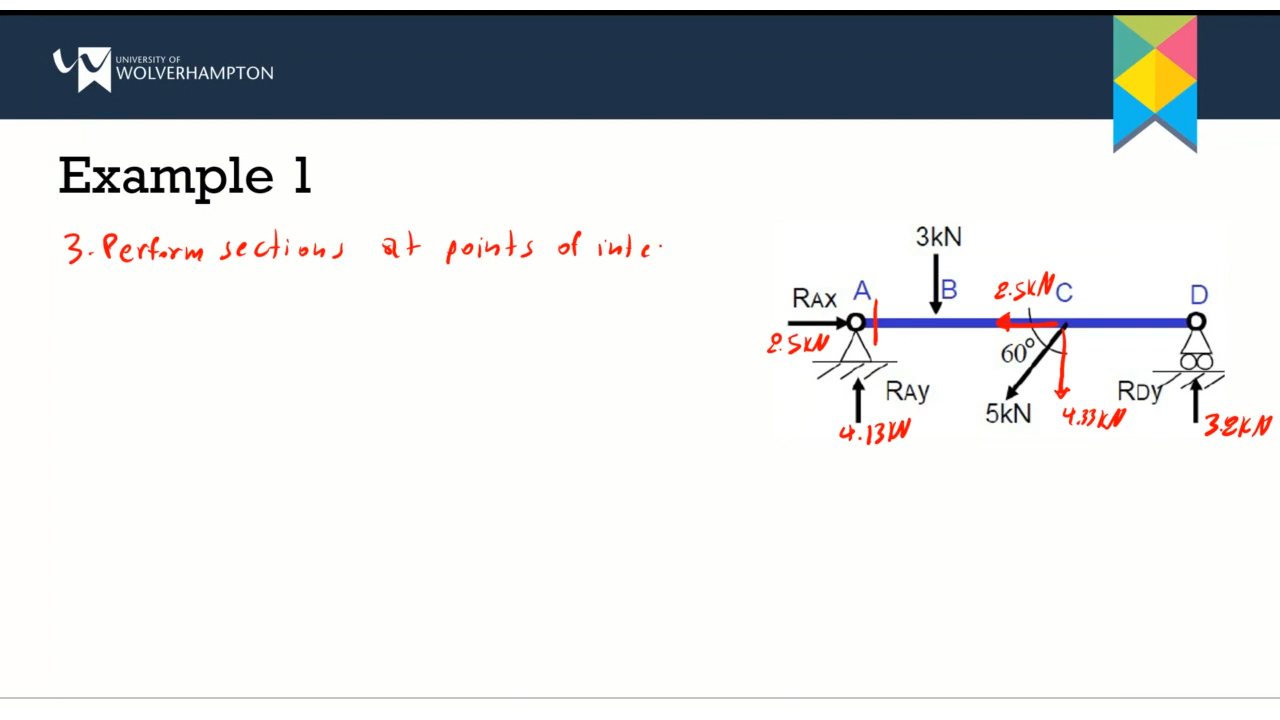 UNIVERSITY OF
WOLVERHAMPTON
Example 1
3. Perform sections at points of inte
3kN
RAX
A
B
2.5kN
C
D
2.5kN
60°
RAy
5kN
4.33kN
RDy
4.13kN
3.2kN